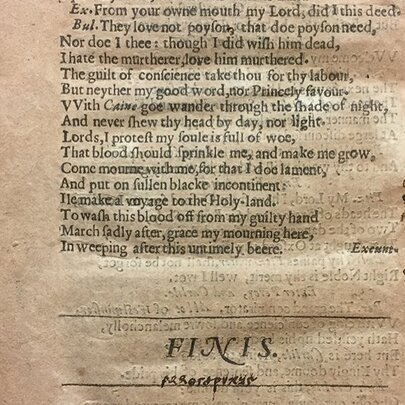 Ex. From your owne mouth my Lord, did I this deed.
Bul. They love not poyson, that doe poyson need,
Nor doe I thee: though I did wish him dead,
I hate the murtherer, love him murthered.
The guilt of conscience take thou for thy labour,
But neyther my good word, nor Princely favour.
VVith Caine goe wander through the shade of night,
And never shew thy head by day, nor light.
Lords, I protest my soule is full of woe,
That blood should sprinkle me, and make me grow.
Come mourne with me, for that I doe lament,
And put on sullen blacke incontinent:
Ile make a voyage to the Holy-land.
To wash this blood off from my guilty hand
March sadly after, grace my mourning here,
In weeping after this untimely beere. Exeunt.
FINIS.